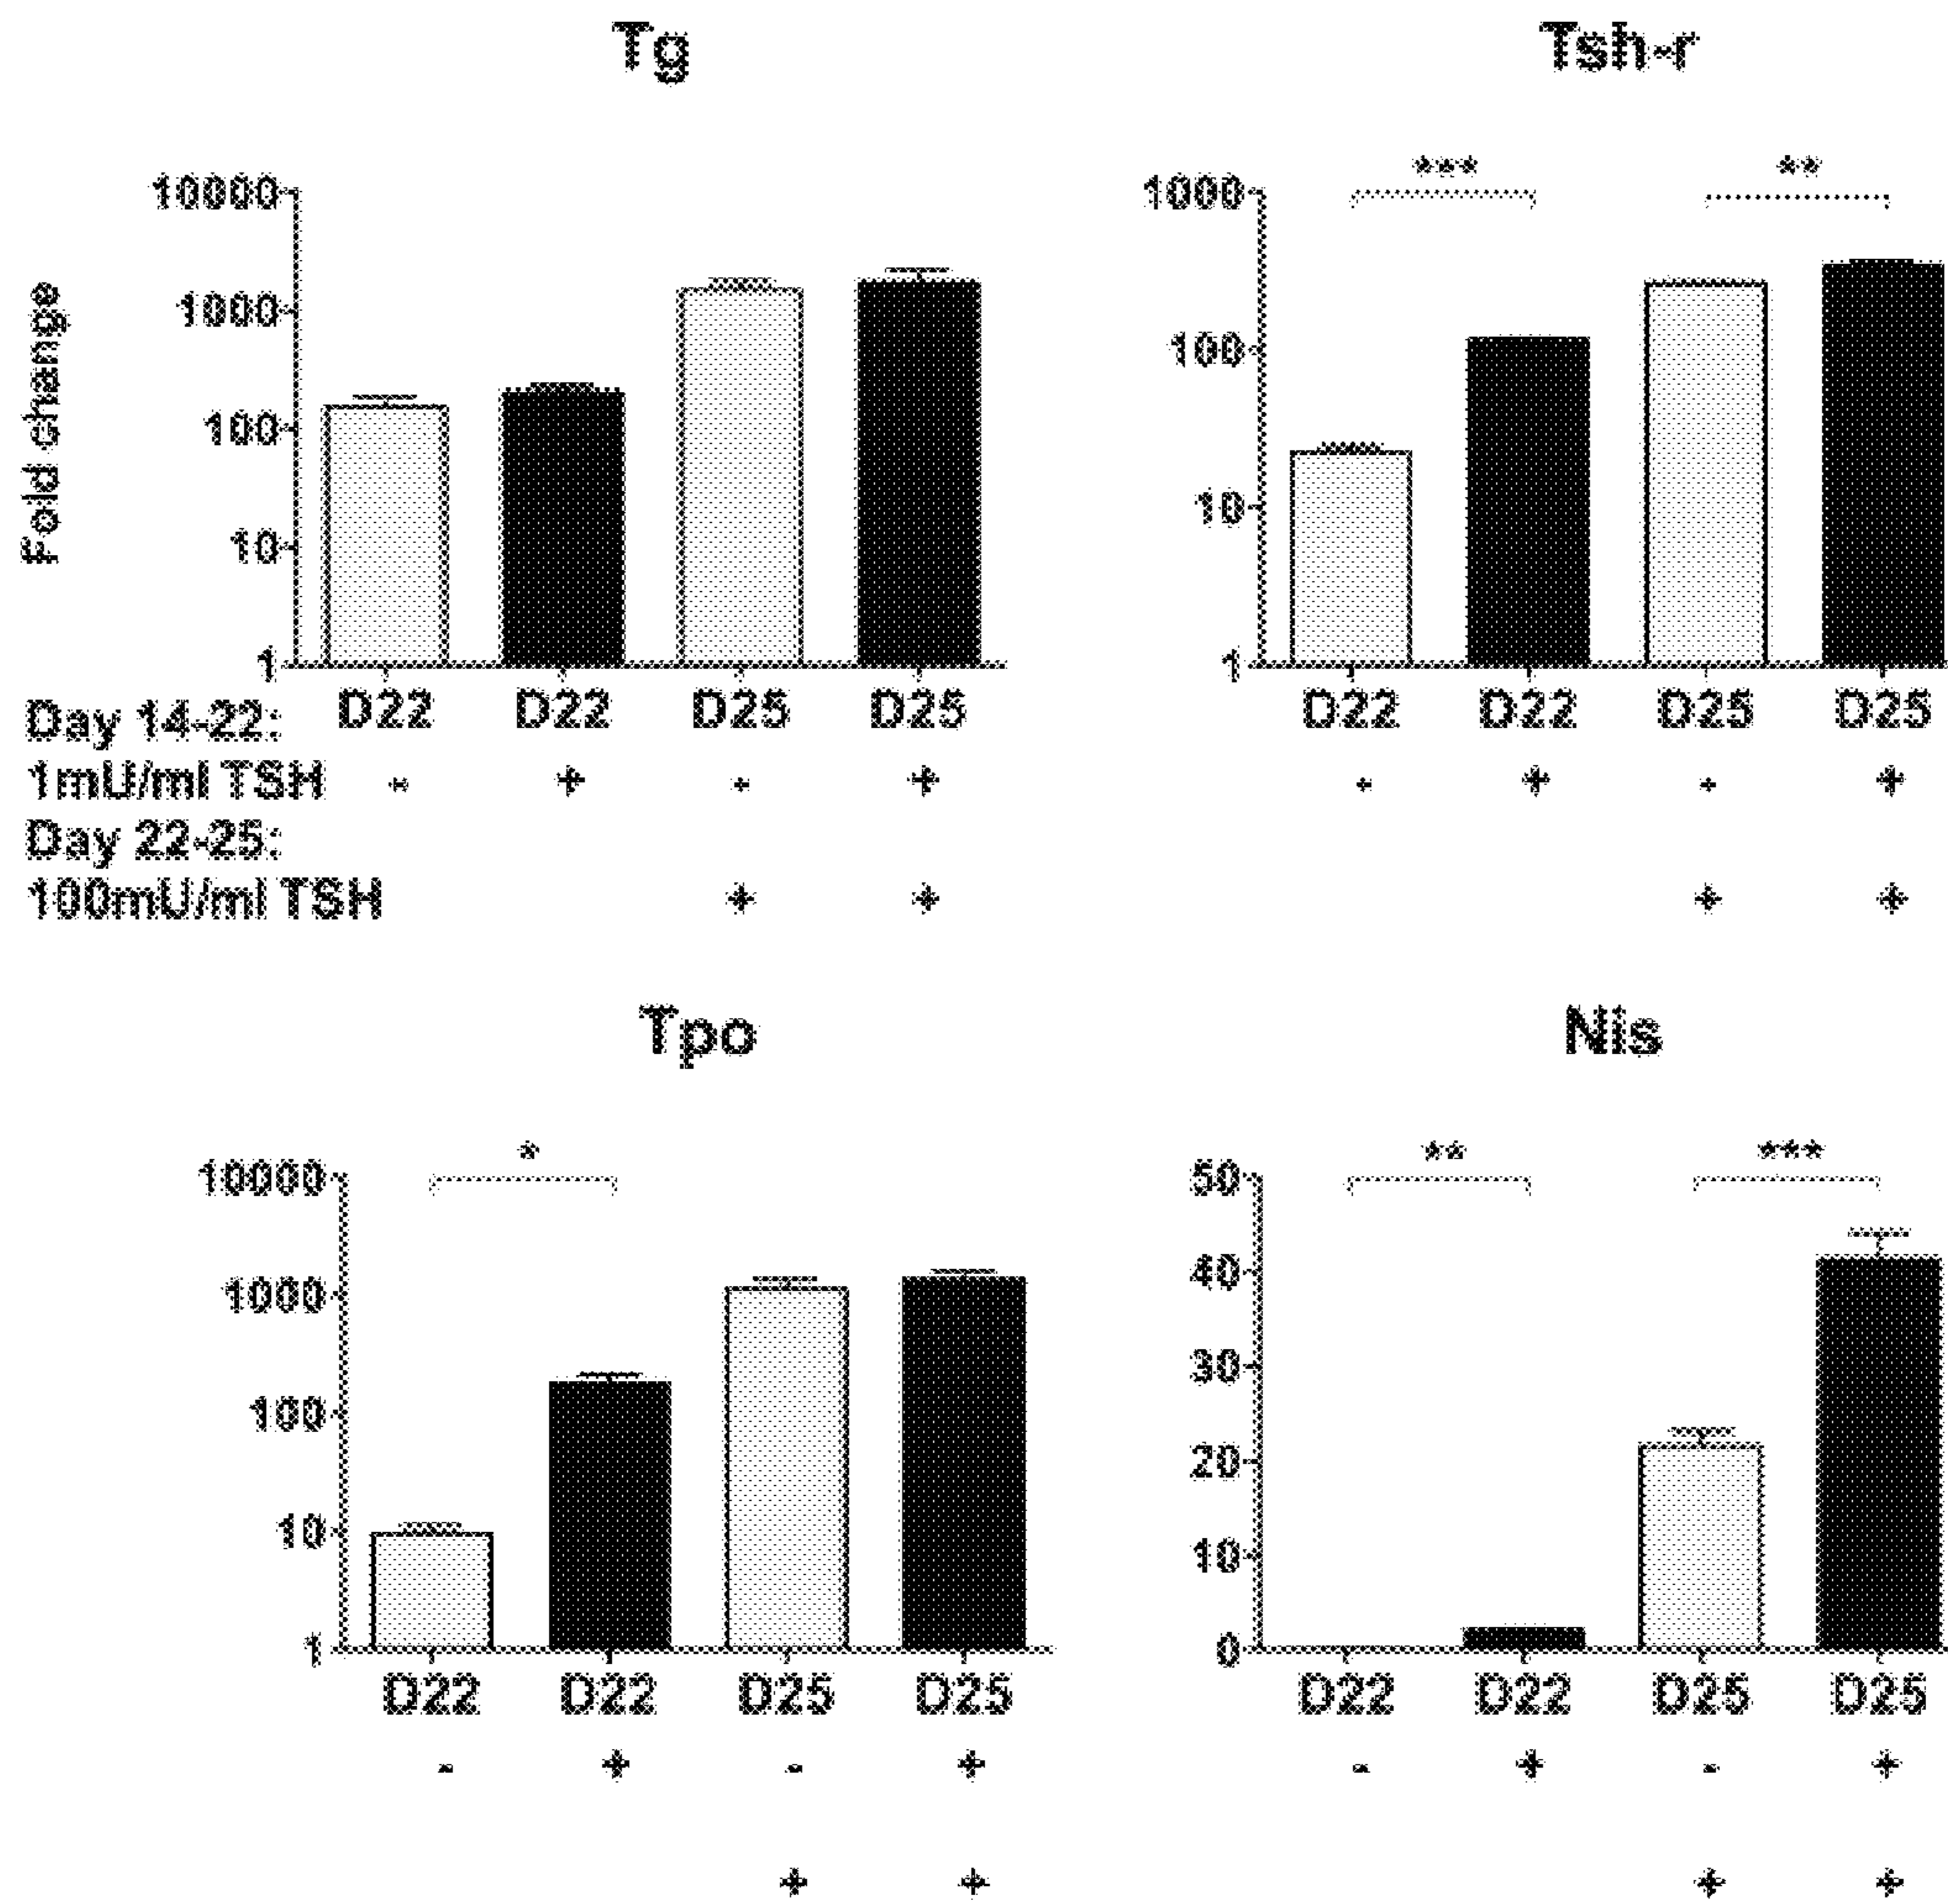 Tg
Tsh-r
***
**
10000
1000
100
10
1
Fold change
1000
100
10
1
D22 D22 D25 D25
D22 D22 D25 D25
Day 14-22:
1mU/ml TSH - + - +
- + - +
Day 22-25:
100mU/ml TSH + +
+ +
Tpo
Nis
*
** ***
10000
1000
100
10
1
50
40
30
20
10
0
D22 D22 D25 D25
D22 D22 D25 D25
- + - +
- + - +
+ +
+ +